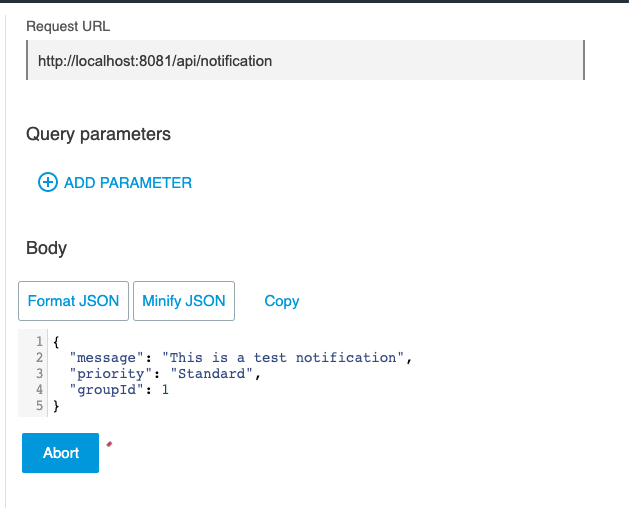 Request URL
http://localhost:8081/api/notification
Query parameters
ADD PARAMETER
Body
Format JSON Minify JSON Copy
1 {
2 "message": "This is a test notification",
3 "priority": "Standard",
4 "groupId": 1
5 }
Abort